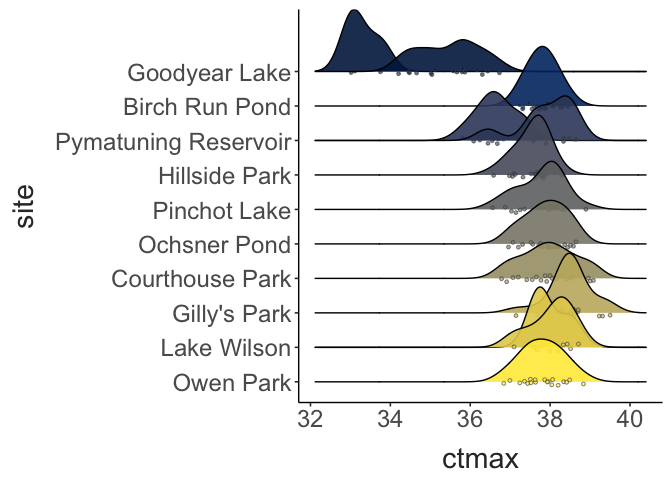 site
Goodyear Lake
Birch Run Pond
Pymatuning Reservoir
Hillside Park
Pinchot Lake
Ochsner Pond
Courthouse Park
Gilly's Park
Lake Wilson
Owen Park
32 34 36 38 40
ctmax